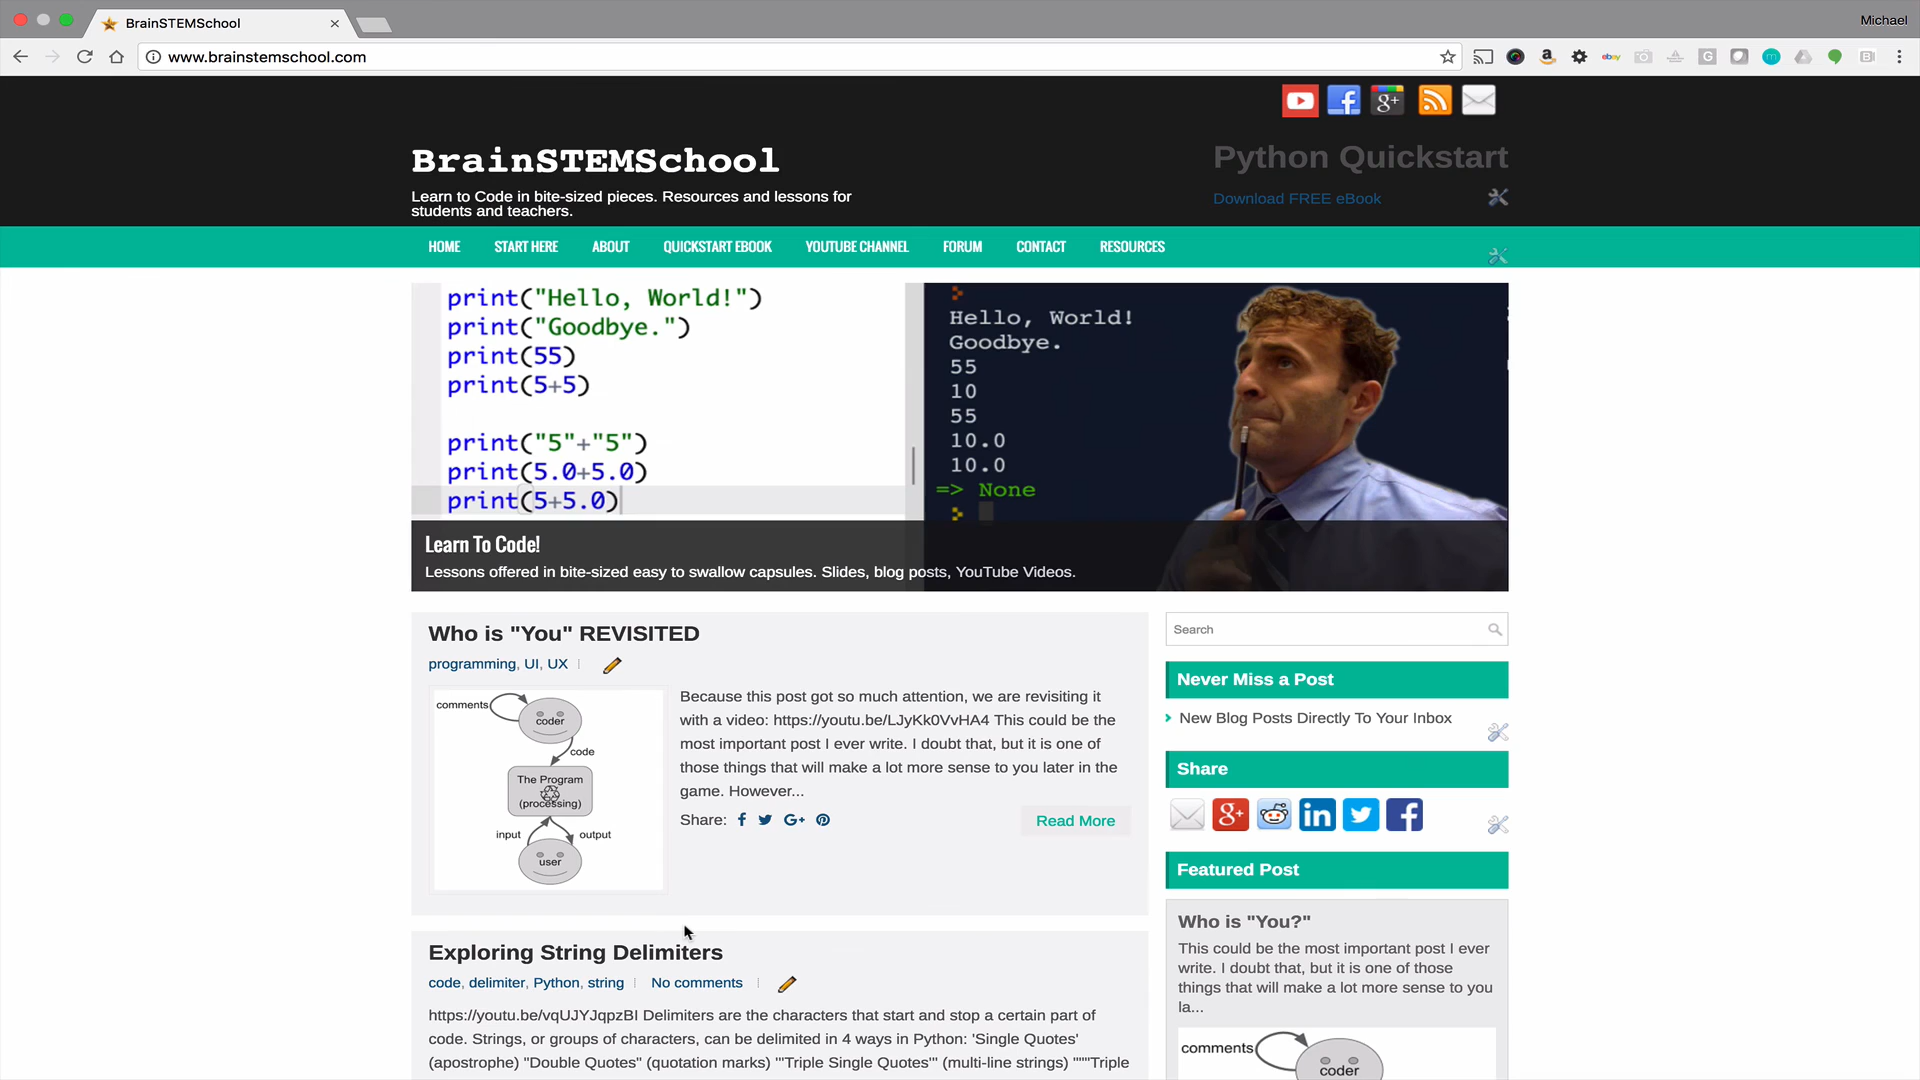 BrainSTEMSchool
Michael
www.brainstemschool.com
BrainSTEMSchool
Learn to Code in bite-sized pieces. Resources and lessons for
students and teachers.
Python Quickstart
Download FREE eBook
HOME START HERE ABOUT QUICKSTART EBOOK YOUTUBE CHANNEL FORUM CONTACT RESOURCES
print("Hello, World!")
print("Goodbye.")
print(55)
print(5+5)
print("5"+"5")
print(5.0+5.0)
print(5+5.0)
Hello, World!
Goodbye.
55
10
55
10.0
10.0
=> None
Learn To Code!
Lessons offered in bite-sized easy to swallow capsules. Slides, blog posts, YouTube Videos.
Who is "You" REVISITED
programming, UI, UX
comments
coder
code
The Program
(processing)
input
output
user
Because this post got so much attention, we are revisiting it
with a video: https://youtu.be/LJyKk0VvHA4 This could be the
most important post I ever write. I doubt that, but it is one of
those things that will make a lot more sense to you later in the
game. However...
Share:
Read More
Exploring String Delimiters
code, delimiter, Python, string No comments
https://youtu.be/vqUJYJqpzBI Delimiters are the characters that start and stop a certain part of
code. Strings, or groups of characters, can be delimited in 4 ways in Python: 'Single Quotes'
(apostrophe) "Double Quotes" (quotation marks) '''Triple Single Quotes''' (multi-line strings) """Triple
Search
Never Miss a Post
New Blog Posts Directly To Your Inbox
Share
Featured Post
Who is "You?"
This could be the most important post I ever
write. I doubt that, but it is one of those
things that will make a lot more sense to you
la...
comments
coder